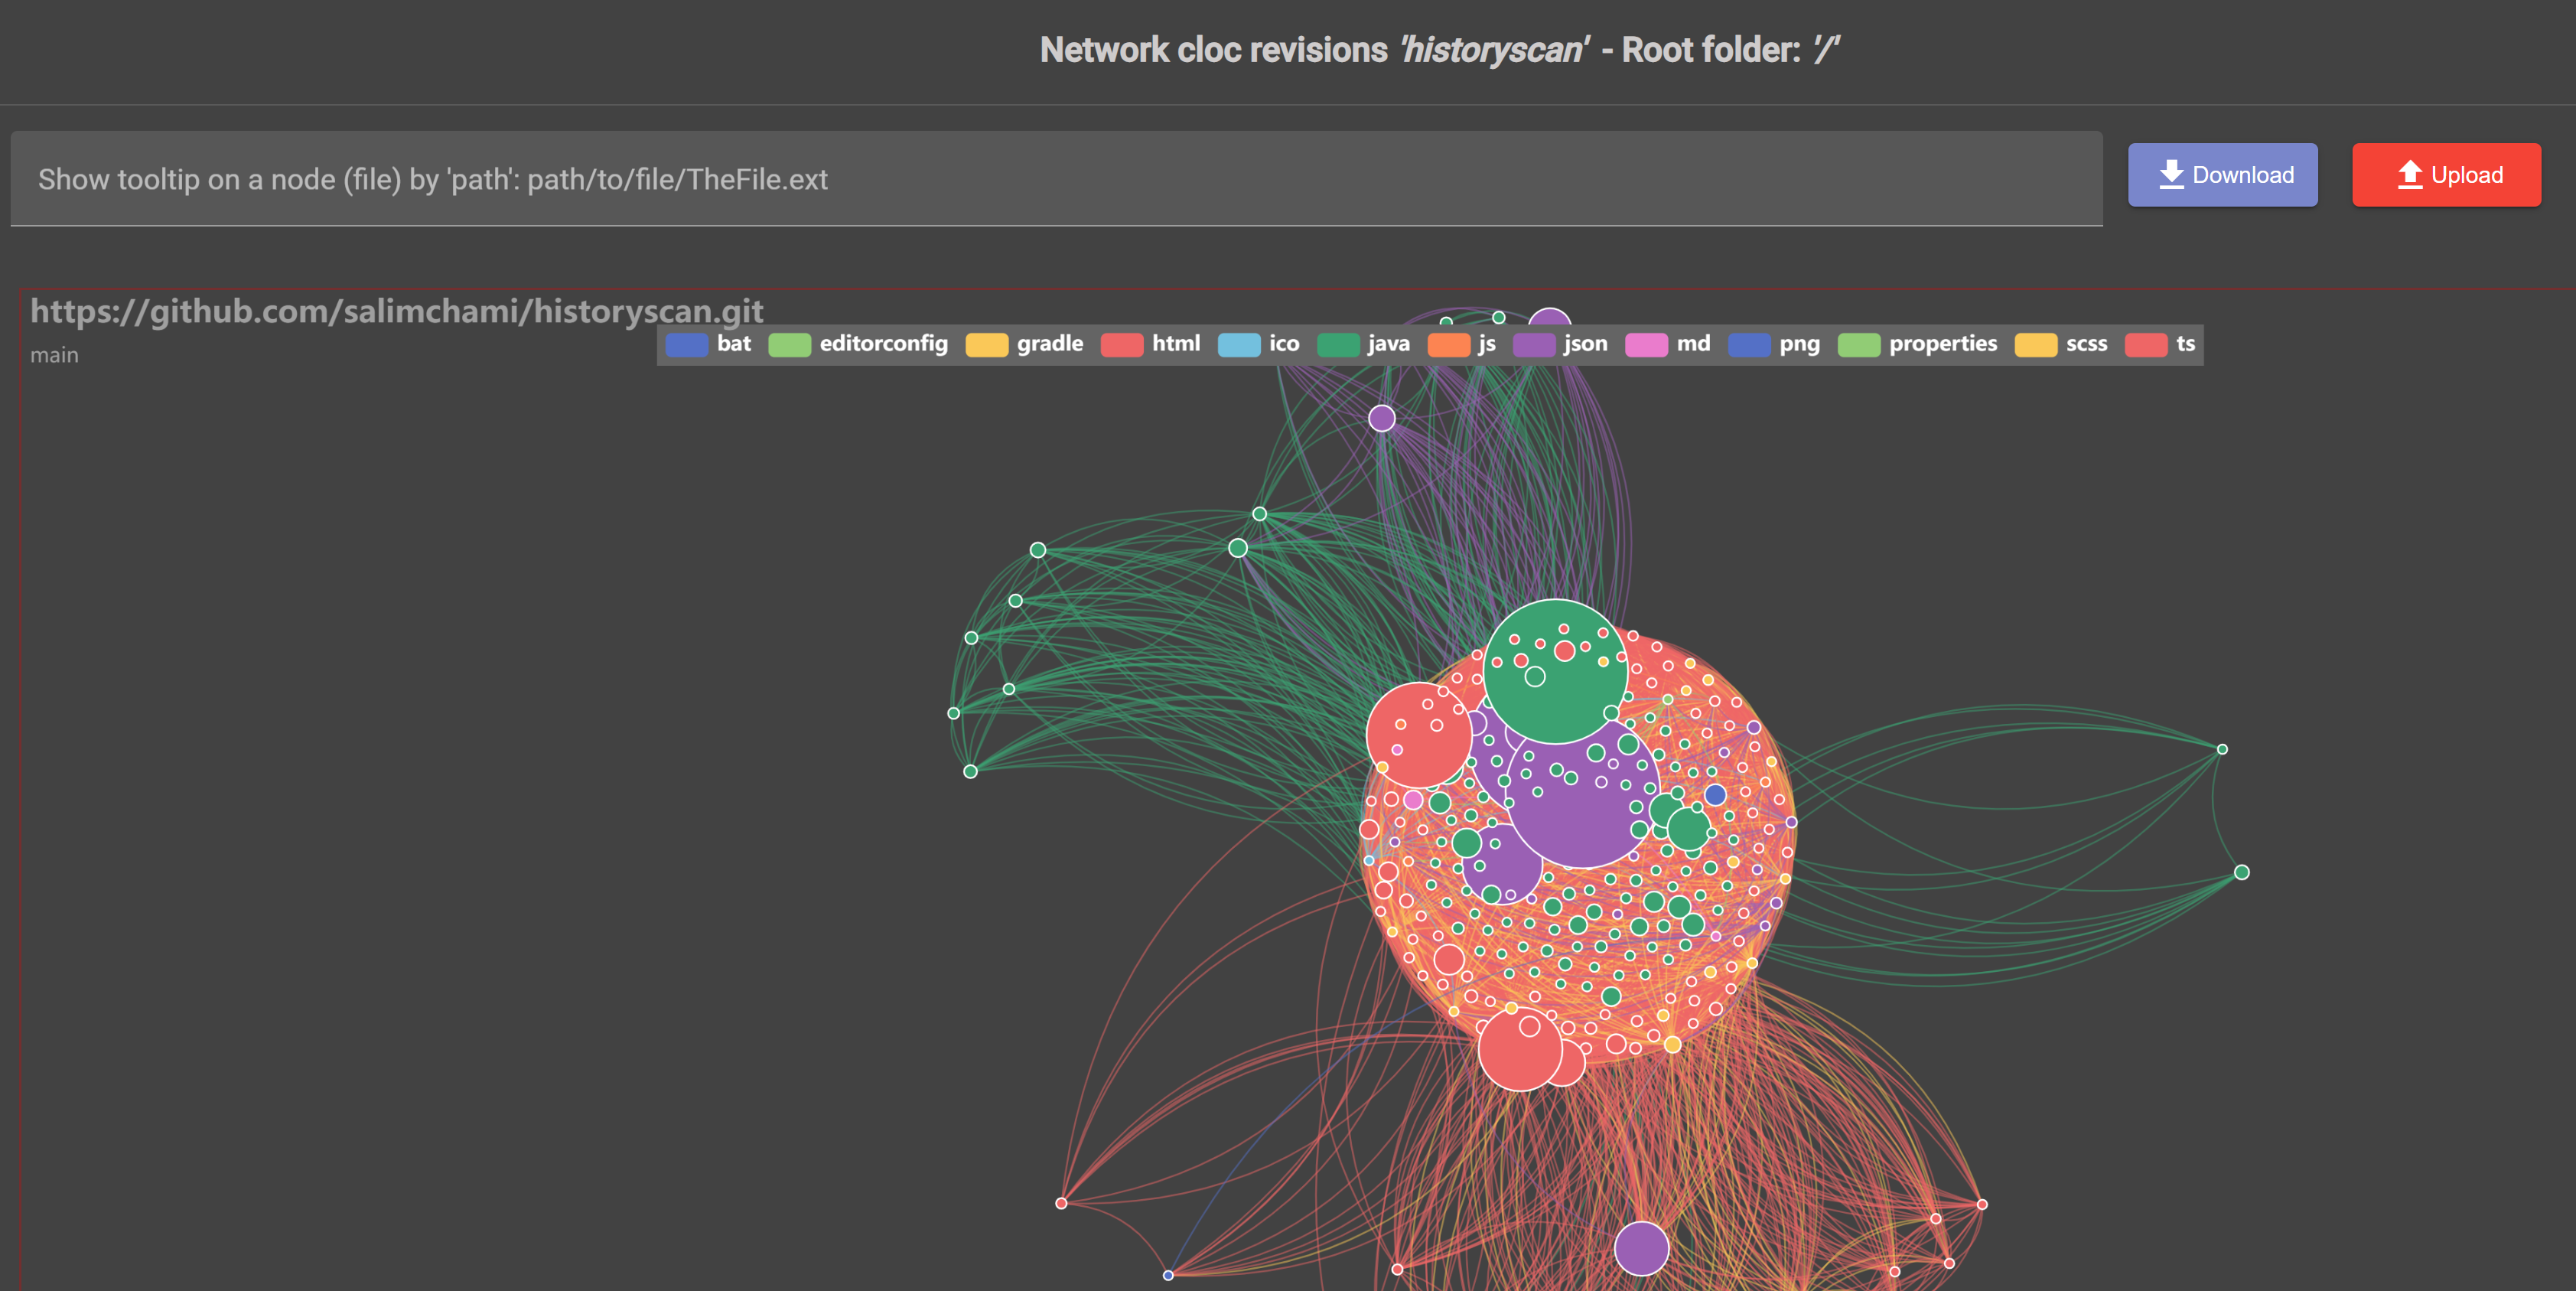 Network cloc revisions 'historyscan' - Root folder: '/'
Show tooltip on a node (file) by 'path': path/to/file/TheFile.ext
Download
Upload
https://github.com/salimchami/historyscan.git
main
bat editorconfig gradle html ico java js json md png properties scss ts